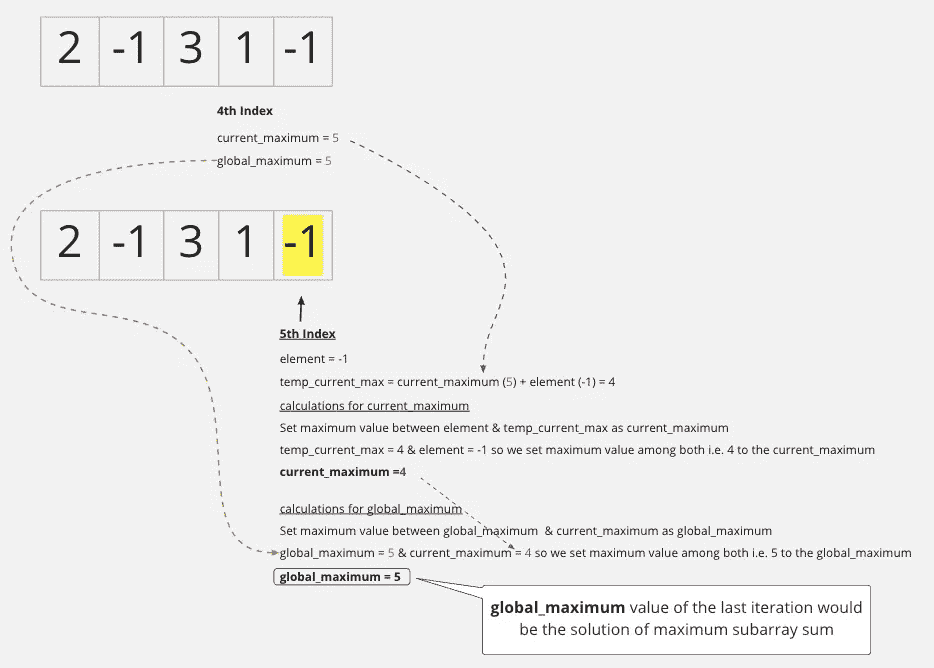 2 -1 3 1 -1
4th Index
current_maximum = 5
global_maximum = 5
2 -1 3 1 -1
5th Index
element = -1
temp_current_max = current_maximum (5) + element (-1) = 4
calculations for current_maximum
Set maximum value between element & temp_current_max as current_maximum
temp_current_max = 4 & element = -1 so we set maximum value among both i.e. 4 to the current_maximum
current_maximum =4
calculations for global_maximum
Set maximum value between global_maximum & current_maximum as global_maximum
global_maximum = 5 & current_maximum = 4 so we set maximum value among both i.e. 5 to the global_maximum
global_maximum = 5
global_maximum value of the last iteration would
be the solution of maximum subarray sum